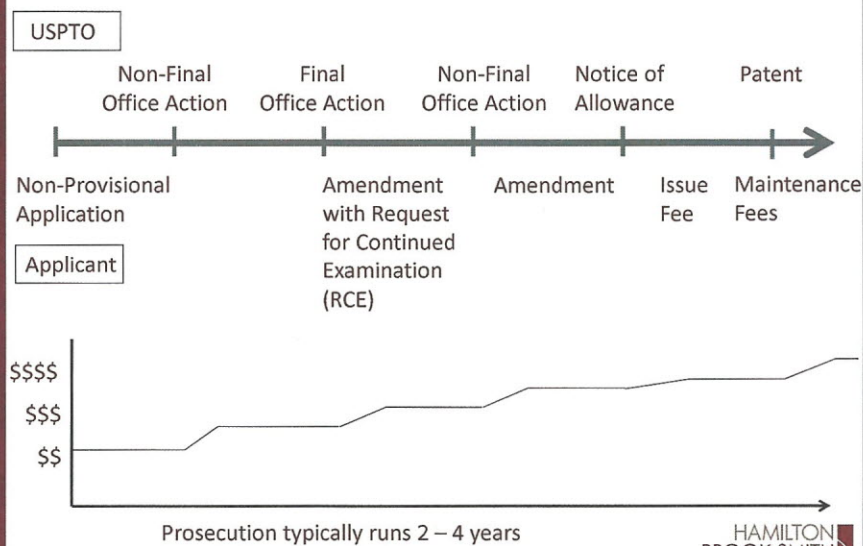 USPTO
Non-Final
Office Action
Final
Office Action
Non-Final
Office Action
Notice of
Allowance
Patent
Non-Provisional
Application
Amendment
with Request
for Continued
Examination
(RCE)
Amendment
Issue
Fee
Maintenance
Fees
Applicant
$$$$
$$$
$$
Prosecution typically runs 2 – 4 years
HAMILTON
BROOK SMITH